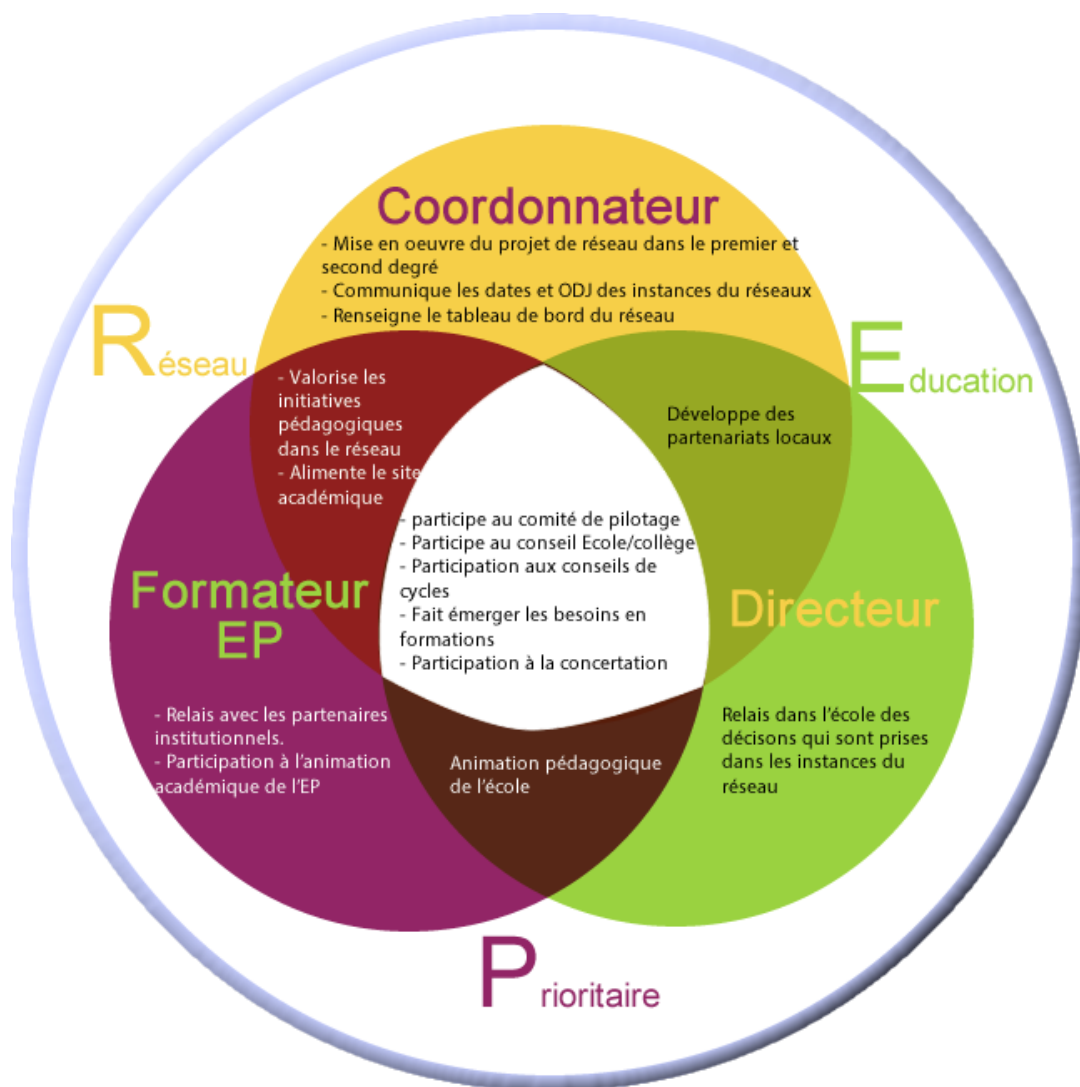 Coordonnateur
- Mise en oeuvre du projet de réseau dans le premier et
second degré
- Communique les dates et ODJ des instances du réseaux
- Renseigne le tableau de bord du réseau
Réseau
Education
- Valorise les
initiatives
pédagogiques
dans le réseau
- Alimente le site
académique
Développe des
partenariats locaux
- participe au comité de pilotage
- Participe au conseil Ecole/collège
- Participation aux conseils de
cycles
- Fait émerger les besoins en
formations
- Participation à la concertation
Formateur
EP
Directeur
- Relais avec les partenaires
institutionnels.
- Participation à l'animation
académique de l'EP
Animation pédagogique
de l'école
Relais dans l'école des
décisons qui sont prises
dans les instances du
réseau
Prioritaire